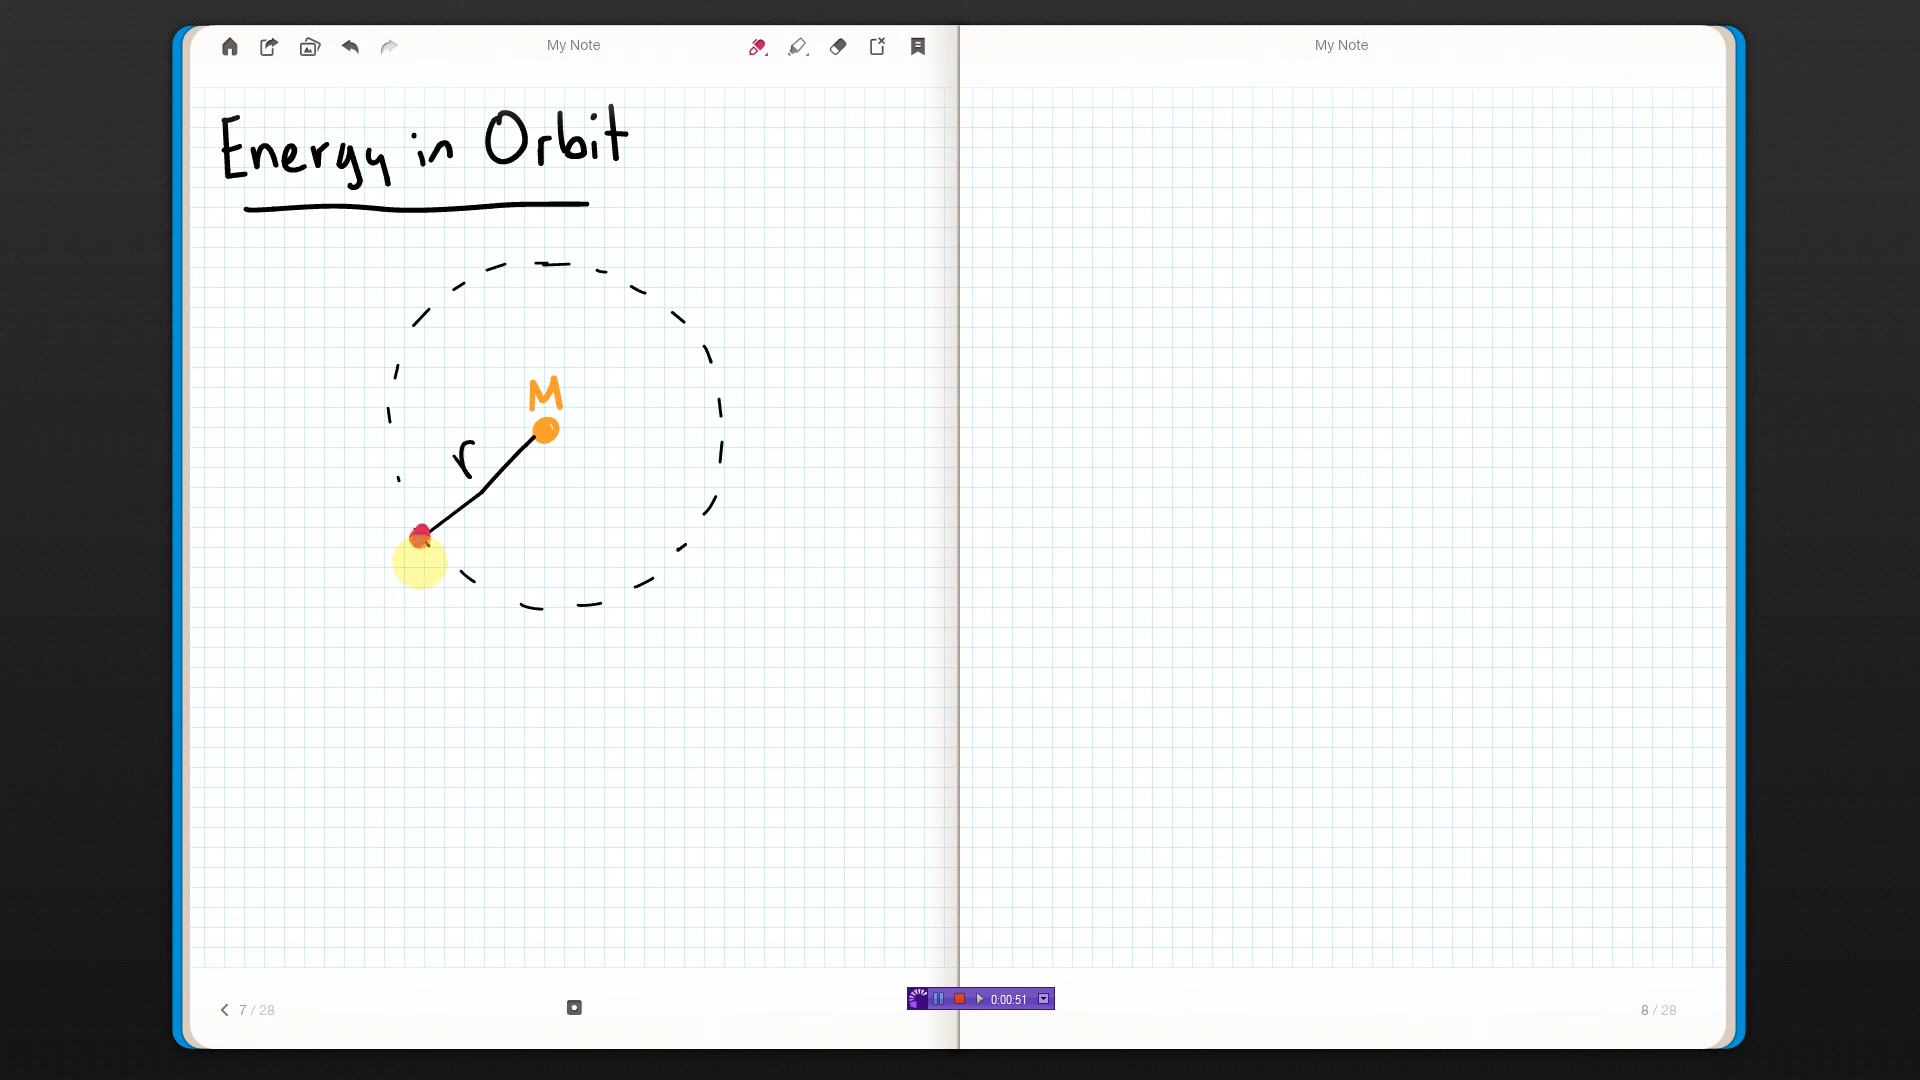 My Note
My Note
Energy in Orbit
M
r
7 / 28
0:00:51
8 / 28